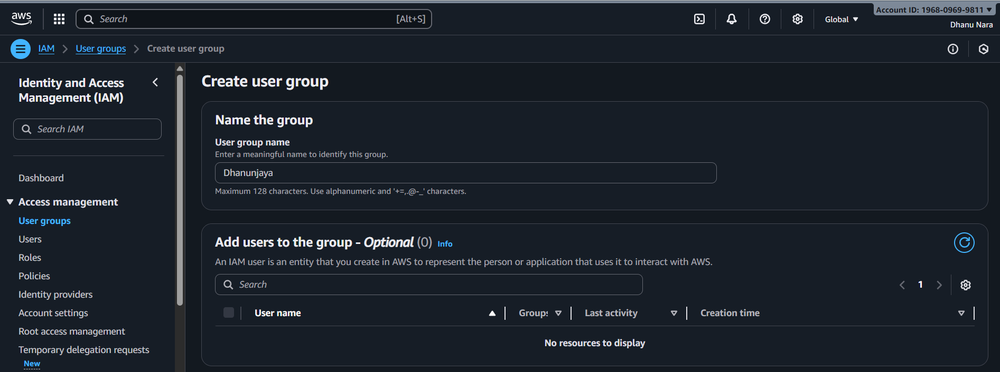 aws
Search [Alt+S]
Global
Account ID: 1968-0969-9811
Dhanu Nara
IAM User groups Create user group
Identity and Access
Management (IAM)
Search IAM
Dashboard
Access management
User groups
Users
Roles
Policies
Identity providers
Account settings
Root access management
Temporary delegation requests
New
Create user group
Name the group
User group name
Enter a meaningful name to identify this group.
Dhanunjaya
Maximum 128 characters. Use alphanumeric and '+=,.@-_' characters.
Add users to the group - Optional (0) Info
An IAM user is an entity that you create in AWS to represent the person or application that uses it to interact with AWS.
Search
1
User name Groups Last activity Creation time
No resources to display